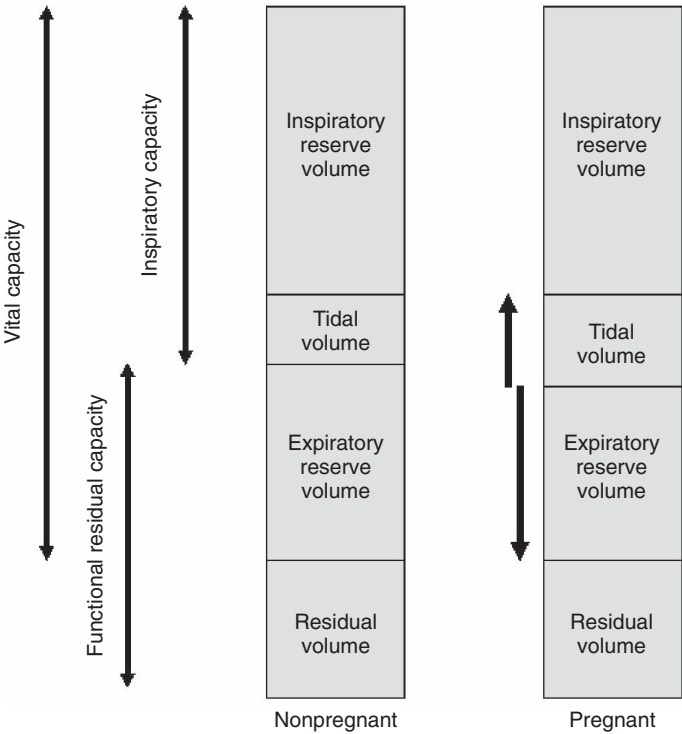 Vital capacity
Inspiratory capacity
Functional residual capacity
Inspiratory
reserve
volume
Tidal
volume
Expiratory
reserve
volume
Residual
volume
Nonpregnant
Inspiratory
reserve
volume
Tidal
volume
Expiratory
reserve
volume
Residual
volume
Pregnant